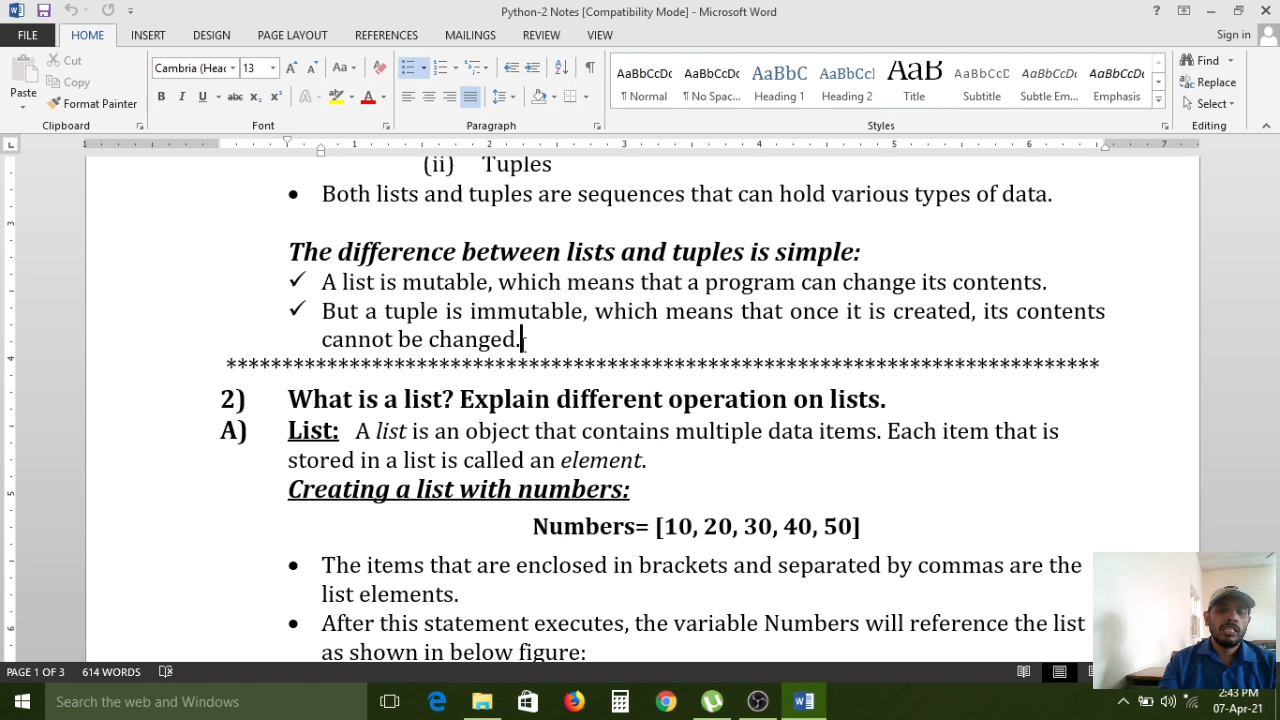 Python-2 Notes [Compatibility Mode] - Microsoft Word
FILE HOME INSERT DESIGN PAGE LAYOUT REFERENCES MAILINGS REVIEW VIEW Sign in
Cut
Copy
Format Painter
Paste
Cambria (Head 13
AaBbCcDc AaBbCcDc AaBbC AaBbCcI AaB AaBbCcD AaBbCcDc AaBbCcDc
¶ Normal ¶ No Spac... Heading 1 Heading 2 Title Subtitle Subtle Em... Emphasis
Find
Replace
Select
Clipboard Font Paragraph Styles Editing
(ii) Tuples
• Both lists and tuples are sequences that can hold various types of data.
The difference between lists and tuples is simple:
✓ A list is mutable, which means that a program can change its contents.
✓ But a tuple is immutable, which means that once it is created, its contents
cannot be changed.
******************************************************************************
2) What is a list? Explain different operation on lists.
A) List: A list is an object that contains multiple data items. Each item that is
stored in a list is called an element.
Creating a list with numbers:
Numbers= [10, 20, 30, 40, 50]
• The items that are enclosed in brackets and separated by commas are the
list elements.
• After this statement executes, the variable Numbers will reference the list
as shown in below figure:
PAGE 1 OF 3 614 WORDS
Search the web and Windows
2:43 PM
07-Apr-21